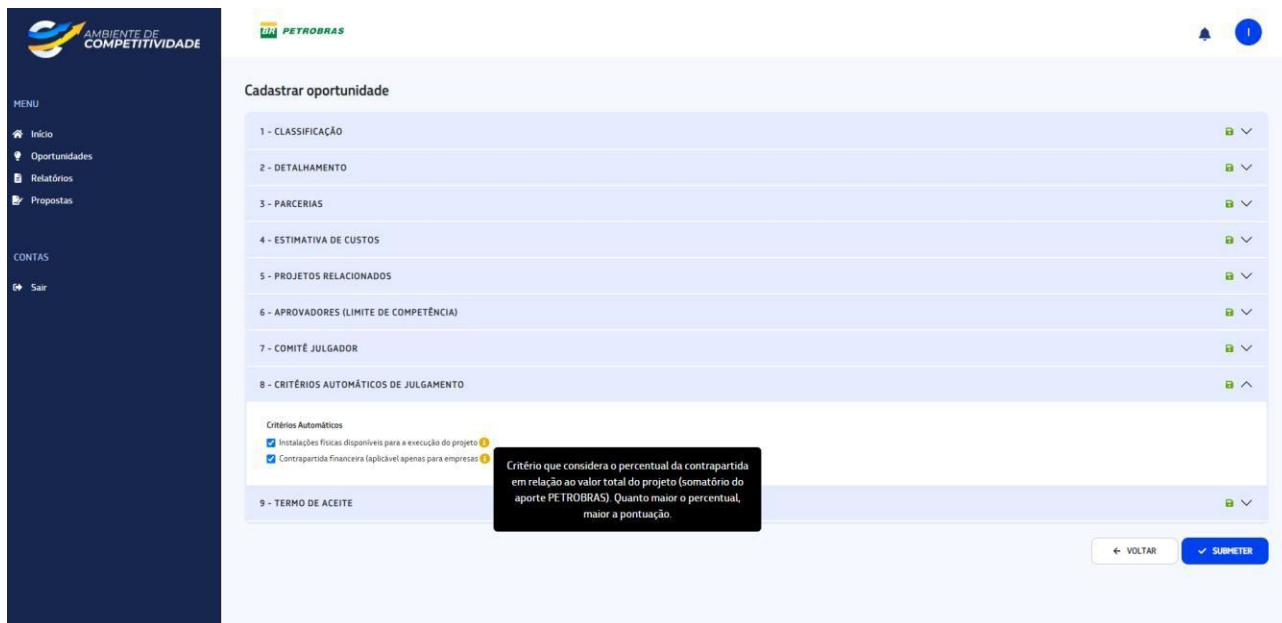 AMBIENTE DE
COMPETITIVIDADE
BR PETROBRAS
I
MENU
Início
Oportunidades
Relatórios
Propostas
CONTAS
Sair
Cadastrar oportunidade
1 - CLASSIFICAÇÃO
2 - DETALHAMENTO
3 - PARCERIAS
4 - ESTIMATIVA DE CUSTOS
5 - PROJETOS RELACIONADOS
6 - APROVADORES (LIMITE DE COMPETÊNCIA)
7 - COMITÊ JULGADOR
8 - CRITÉRIOS AUTOMÁTICOS DE JULGAMENTO
Critérios Automáticos
Instalações físicas disponíveis para a execução do projeto
Contrapartida financeira (aplicável apenas para empresas
Critério que considera o percentual da contrapartida
em relação ao valor total do projeto (somatório do
aporte PETROBRAS). Quanto maior o percentual,
maior a pontuação.
9 - TERMO DE ACEITE
VOLTAR
SUBMETER